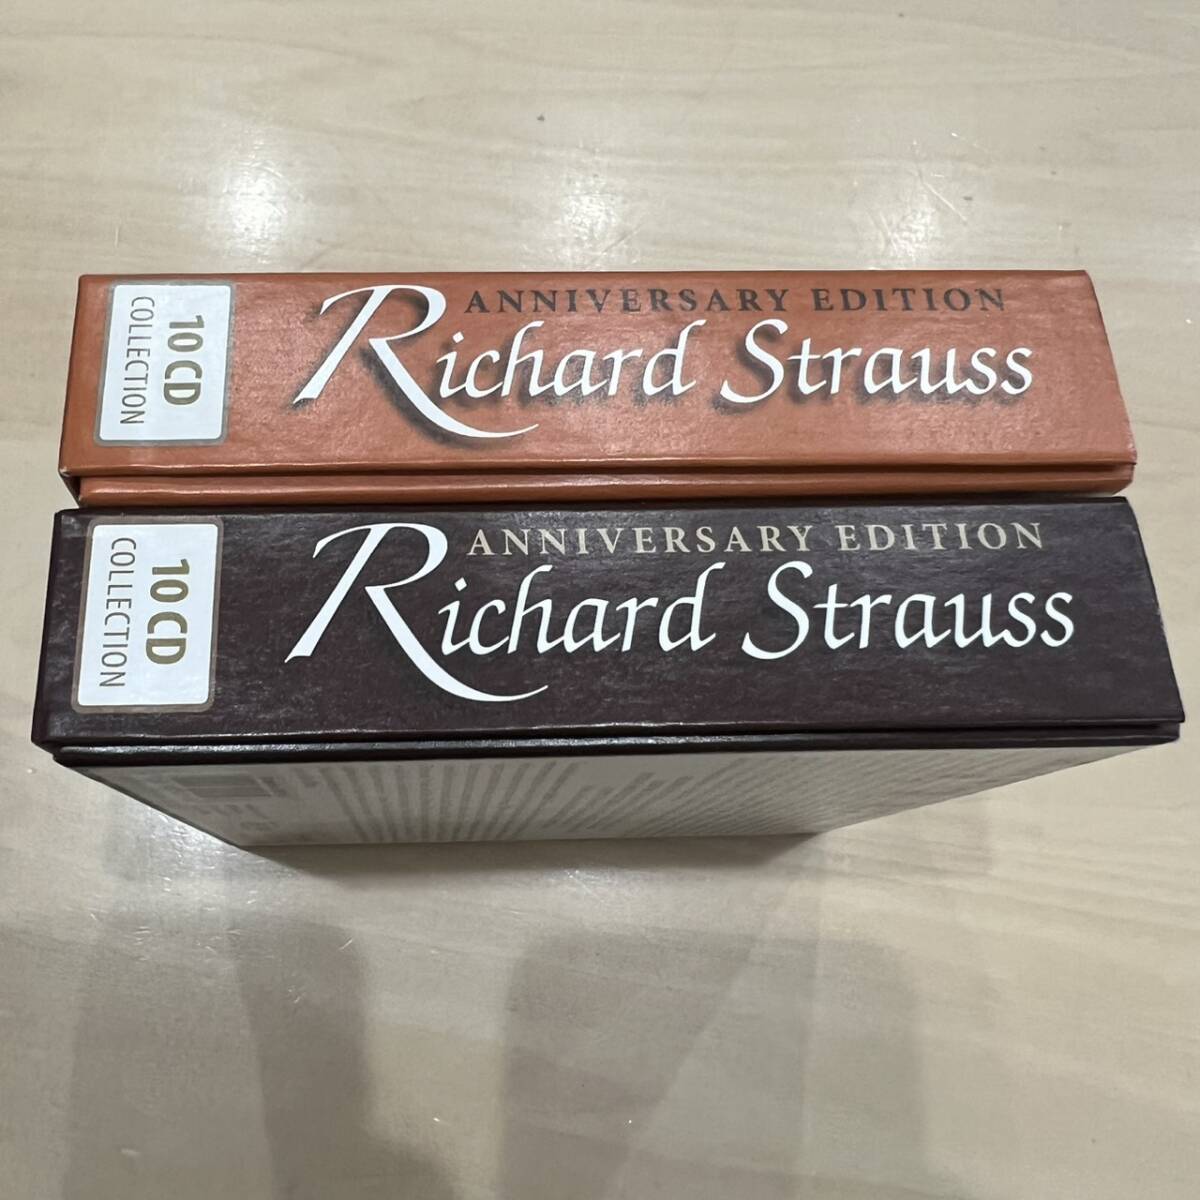 10 CD
COLLECTION
ANNIVERSARY EDITION
Richard Strauss
10 CD
COLLECTION
ANNIVERSARY EDITION
Richard Strauss